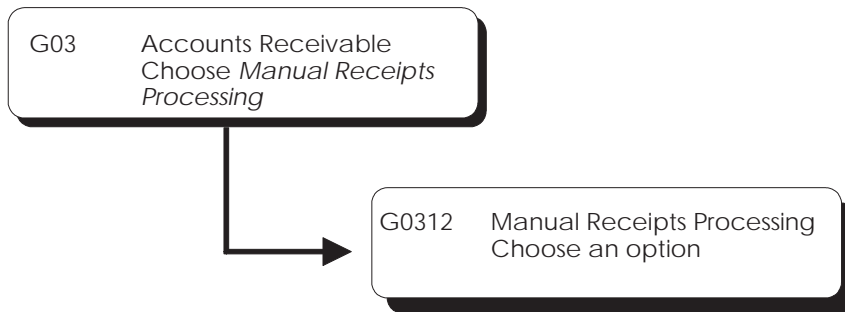 G03 Accounts Receivable
Choose Manual Receipts
Processing
G0312 Manual Receipts Processing
Choose an option